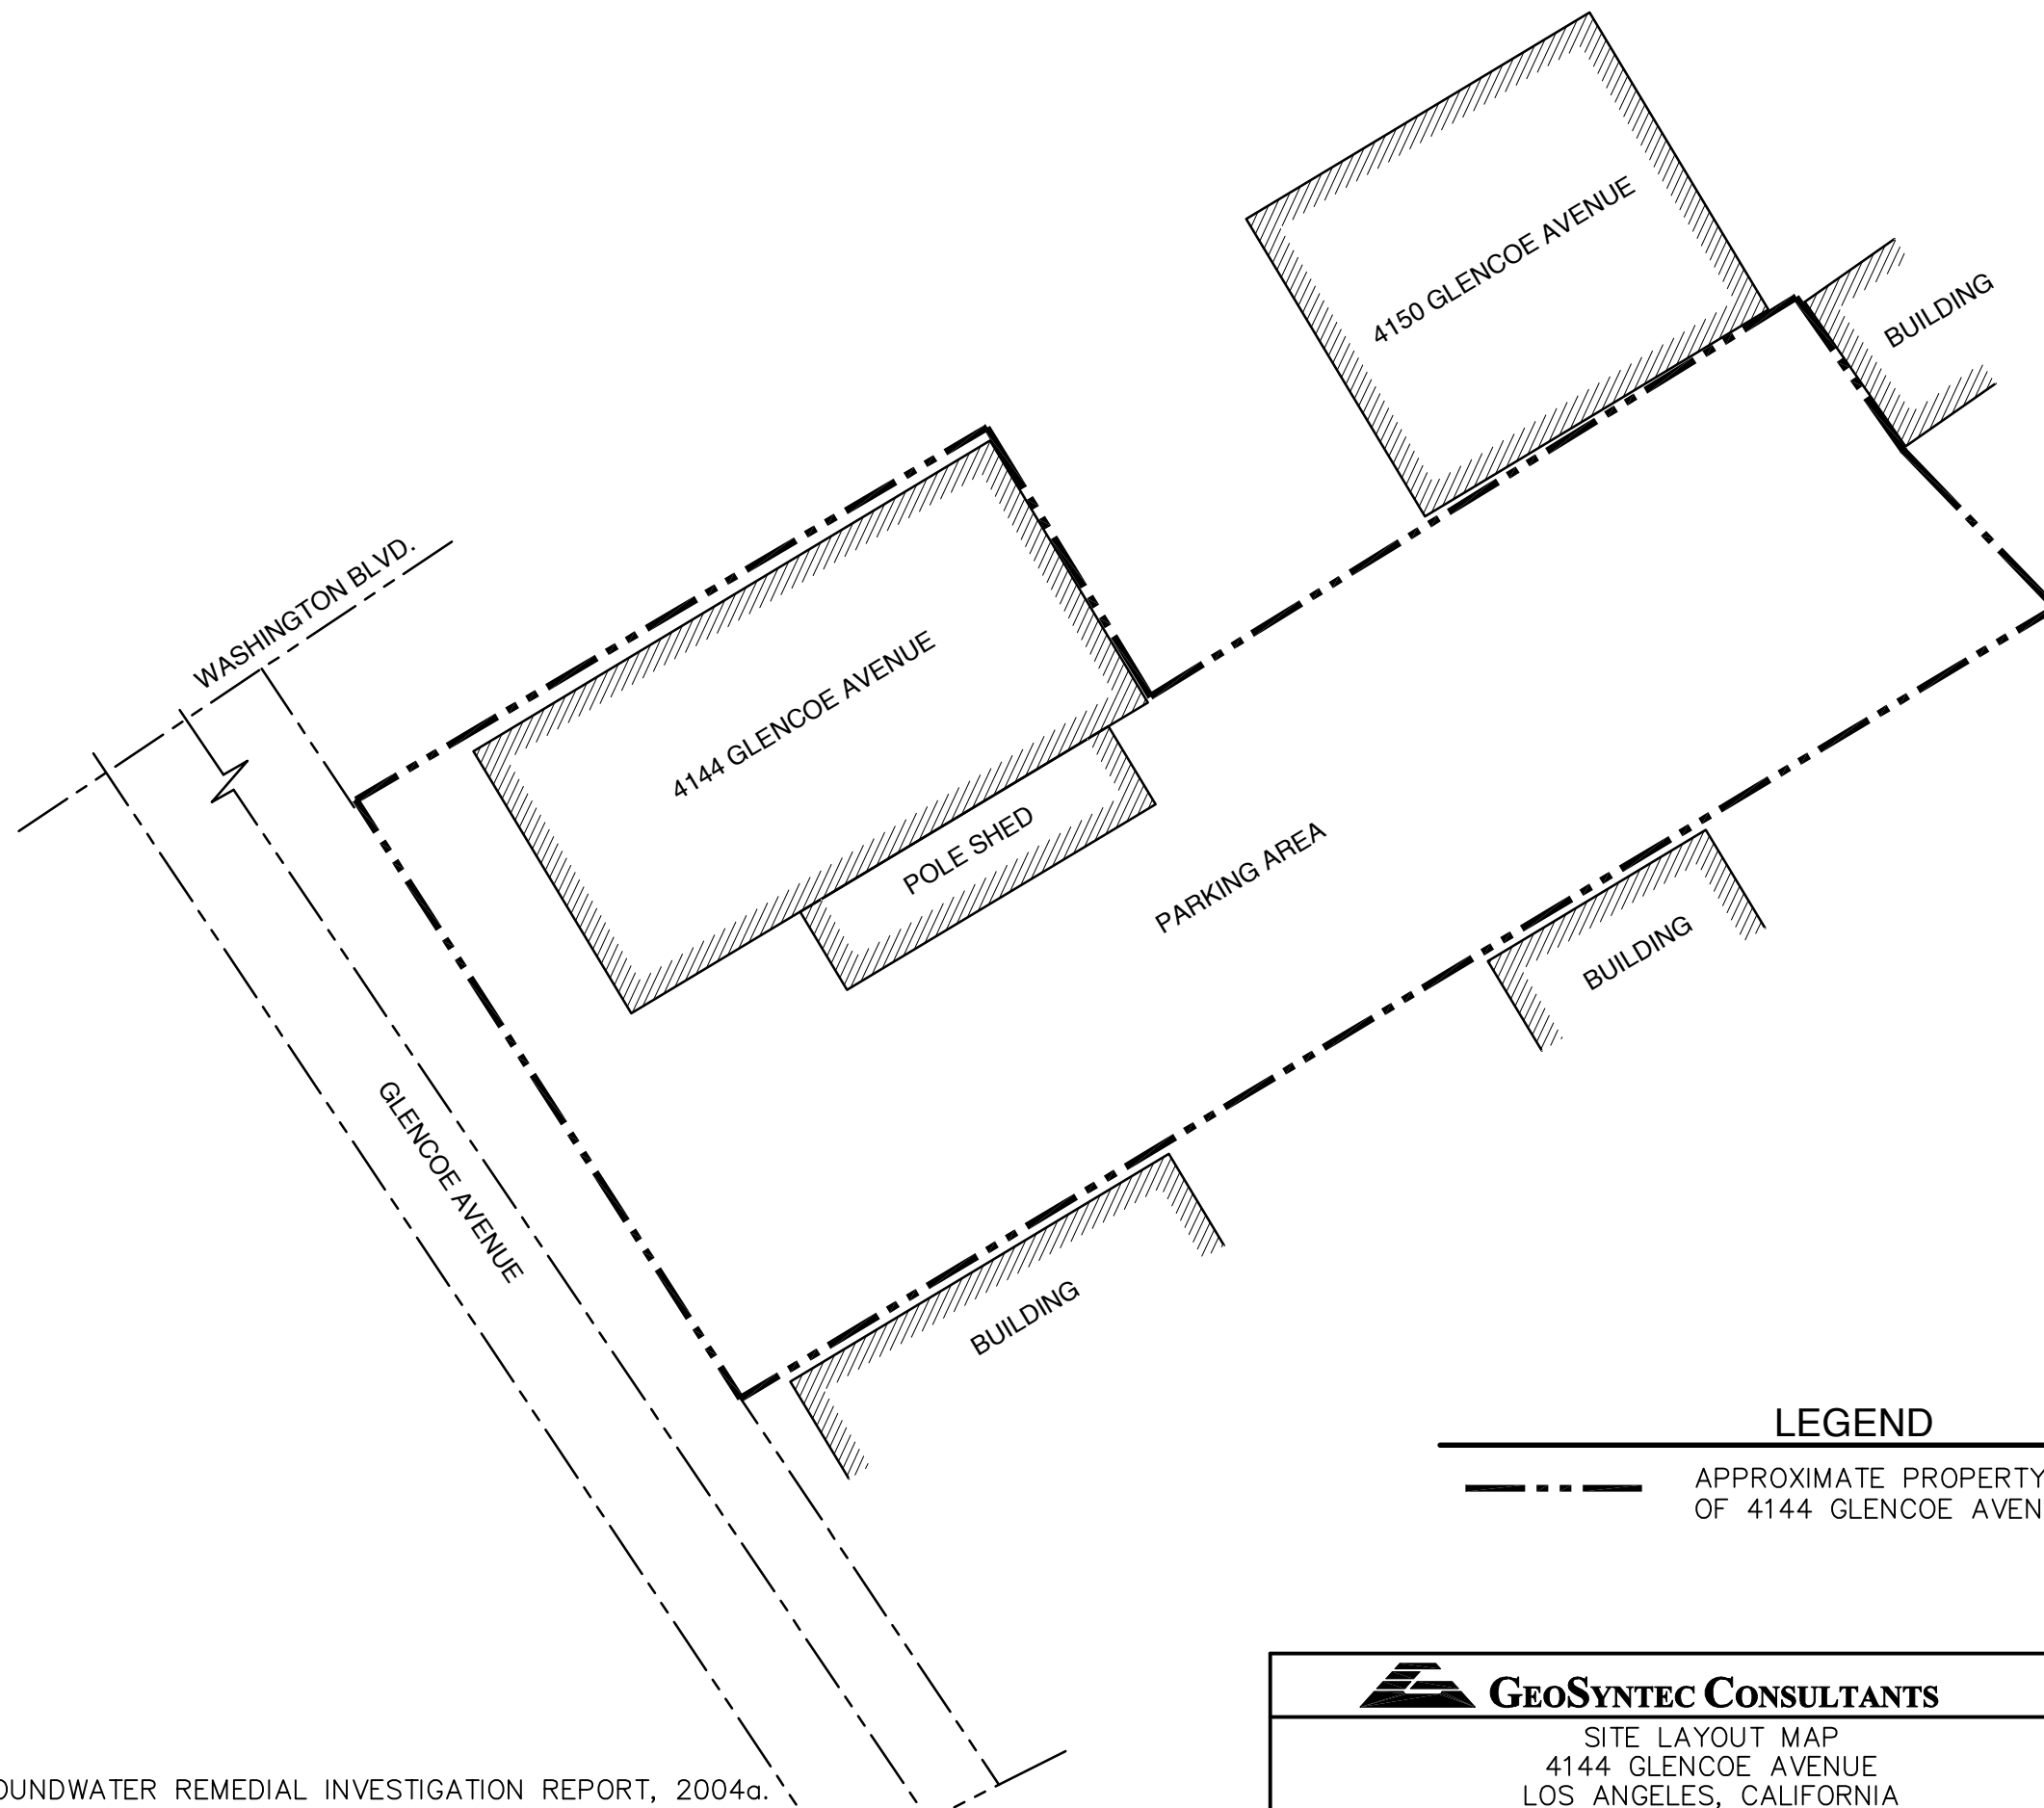 4150 GLENCOE AVENUE
BUILDING
WASHINGTON BLVD.
4144 GLENCOE AVENUE
POLE SHED
PARKING AREA
BUILDING
GLENCOE AVENUE
BUILDING
LEGEND
APPROXIMATE PROPERTY
OF 4144 GLENCOE
GEOSYNTEC CONSULTANTS
SITE LAYOUT MAP
4144 GLENCOE AVENUE
LOS ANGELES, CALIFORNIA
REMEDIAL INVESTIGATION REPORT, 2004a.